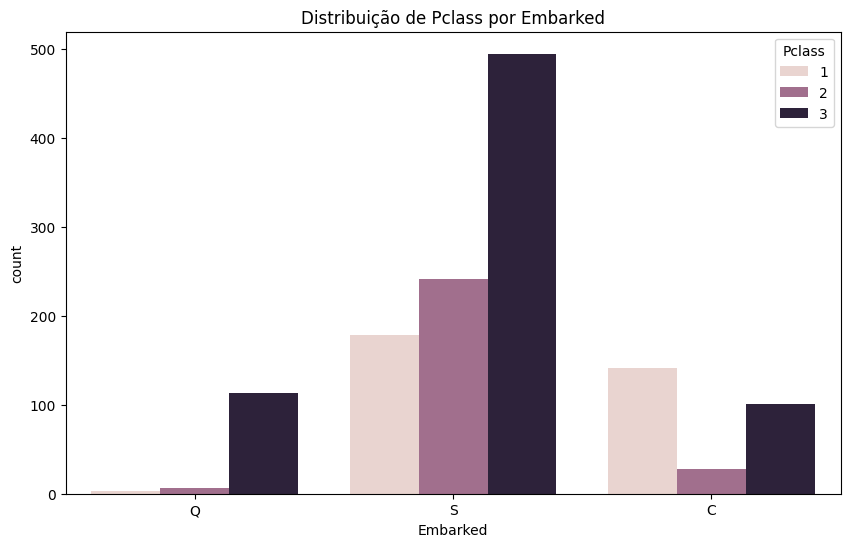 Distribuição de Pclass por Embarked
500
400
300
200
100
0
count
Pclass
1
2
3
Q
S
C
Embarked